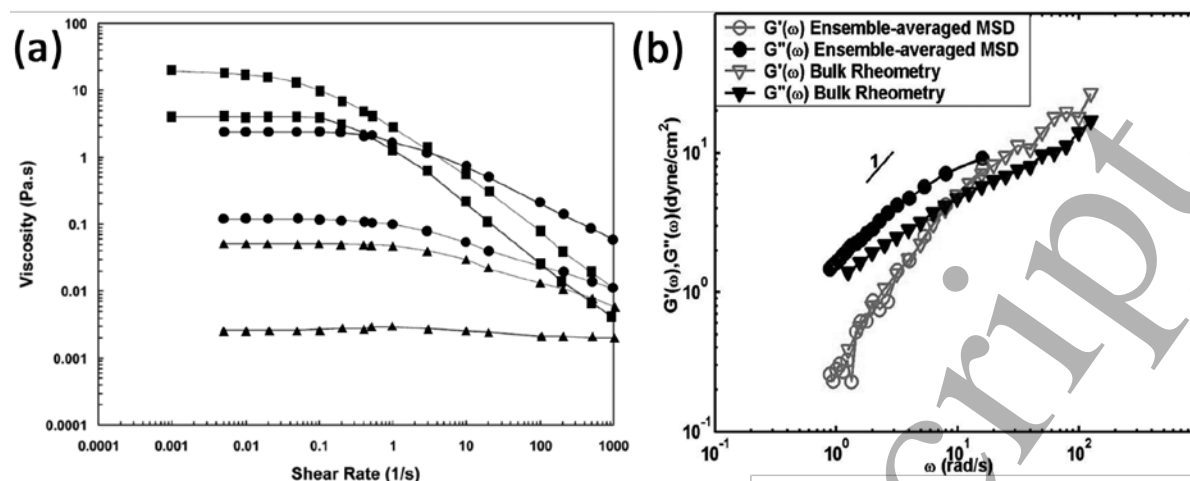 (a)
100
10
1
0.1
0.01
0.001
0.0001
Viscosity (Pa.s)
0.0001 0.001 0.01 0.1 1 10 100 1000
Shear Rate (1/s)
(b)
G'(ω) Ensemble-averaged MSD
G"(ω) Ensemble-averaged MSD
G'(ω) Bulk Rheometry
G"(ω) Bulk Rheometry
1
10¹
10⁰
10⁻¹
G'(ω),G"(ω)(dyne/cm²)
10⁻¹ 10⁰ 10¹ 10²
ω (rad/s)
cript